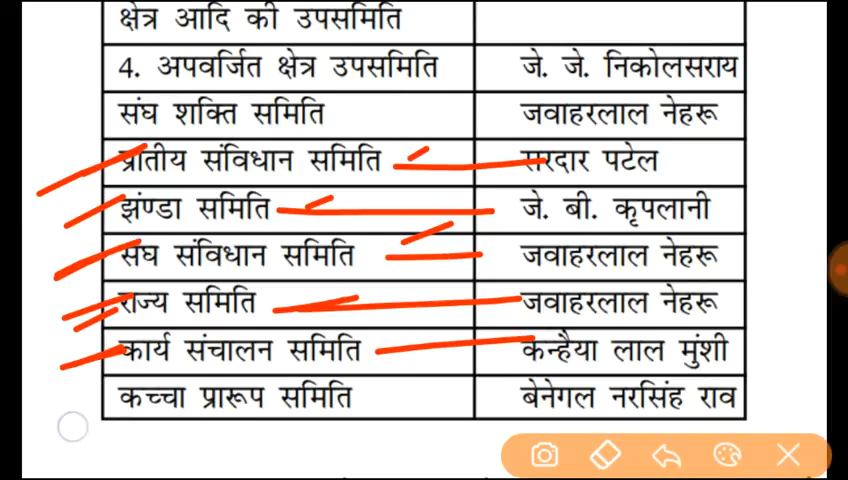 क्षेत्र आदि की उपसमिति
4. अपवर्जित क्षेत्र उपसमिति जे. जे. निकोलसराय
संघ शक्ति समिति जवाहरलाल नेहरू
प्रांतीय संविधान समिति सरदार पटेल
झंण्डा समिति जे. बी. कृपलानी
संघ संविधान समिति जवाहरलाल नेहरू
राज्य समिति जवाहरलाल नेहरू
कार्य संचालन समिति कन्हैया लाल मुंशी
कच्चा प्रारूप समिति बेनेगल नरसिंह राव